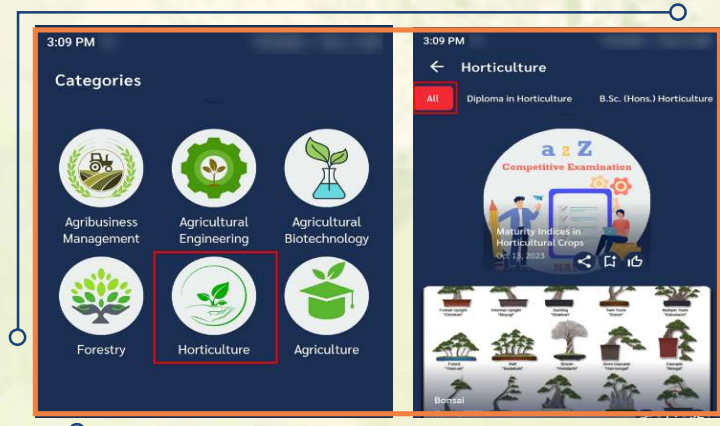 3:09 PM
Categories
Agribusiness
Management
Agricultural
Engineering
Agricultural
Biotechnology
Forestry
Horticulture
Agriculture
3:09 PM
Horticulture
All
Diploma in Horticulture
B.Sc. (Hons.) Horticulture
a z Z
Competitive Examination
Maturity Indices in
Horticultural Crops
Oct 13, 2023
Bonsai